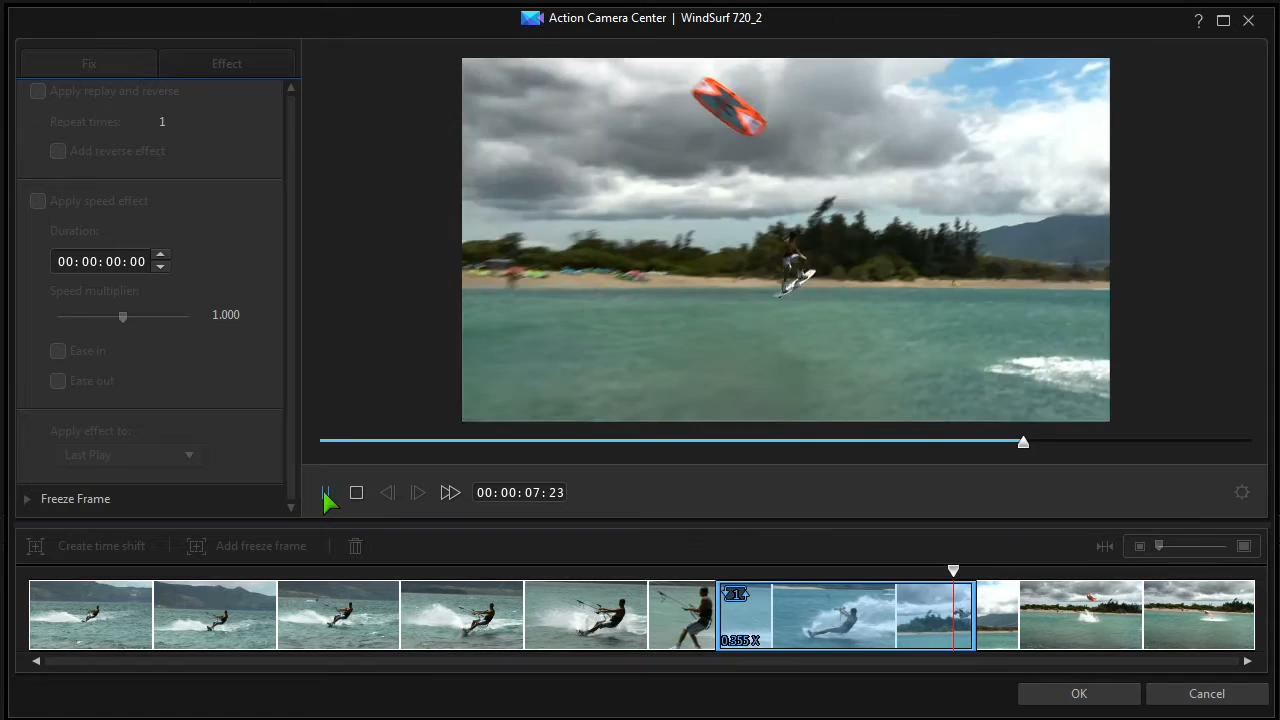 Action Camera Center | WindSurf 720_2
?
Fix
Effect
Apply replay and reverse
Repeat times: 1
Add reverse effect
Apply speed effect
Duration:
00:00:00:00
Speed multiplier:
1.000
Ease in
Ease out
Apply effect to:
Last Play
Freeze Frame
00:00:07:23
Create time shift
Add freeze frame
1
0.355 X
OK
Cancel